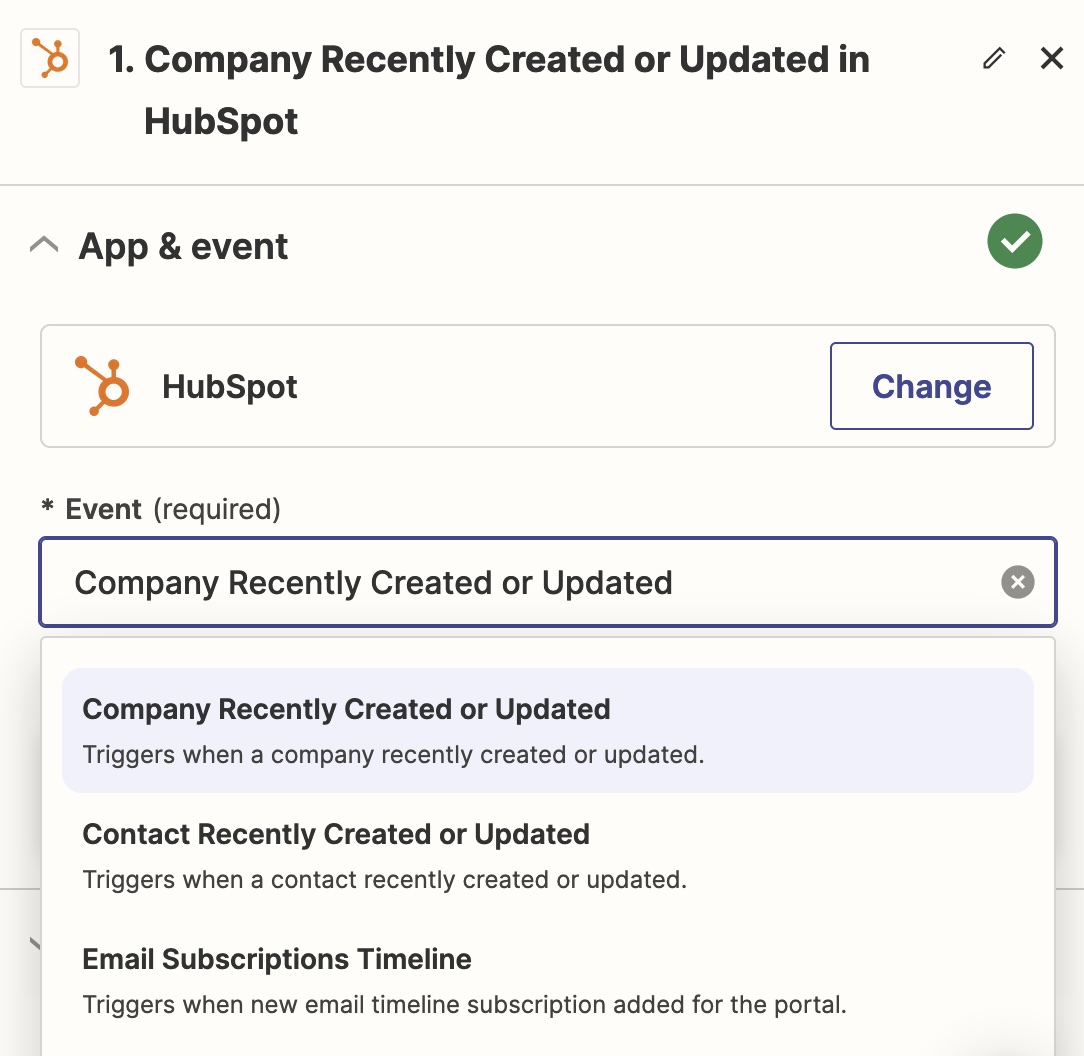 1. Company Recently Created or Updated in
HubSpot
App & event
HubSpot
Change
* Event (required)
Company Recently Created or Updated
Company Recently Created or Updated
Triggers when a company recently created or updated.
Contact Recently Created or Updated
Triggers when a contact recently created or updated.
Email Subscriptions Timeline
Triggers when new email timeline subscription added for the portal.